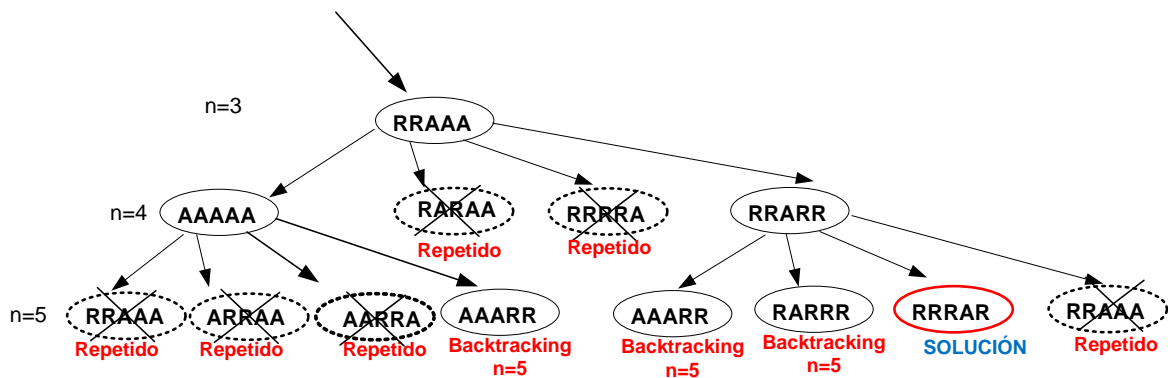 n=3
RRAAA
n=4
AAAAA
RARAA
RRRRA
RRARR
Repetido
Repetido
n=5
RRAAA
ARRAA
AARRA
AAARR
AAARR
RARRR
RRRAR
RRAAA
Repetido
Repetido
Repetido
Backtracking
n=5
Backtracking
n=5
Backtracking
n=5
SOLUCIÓN
Repetido